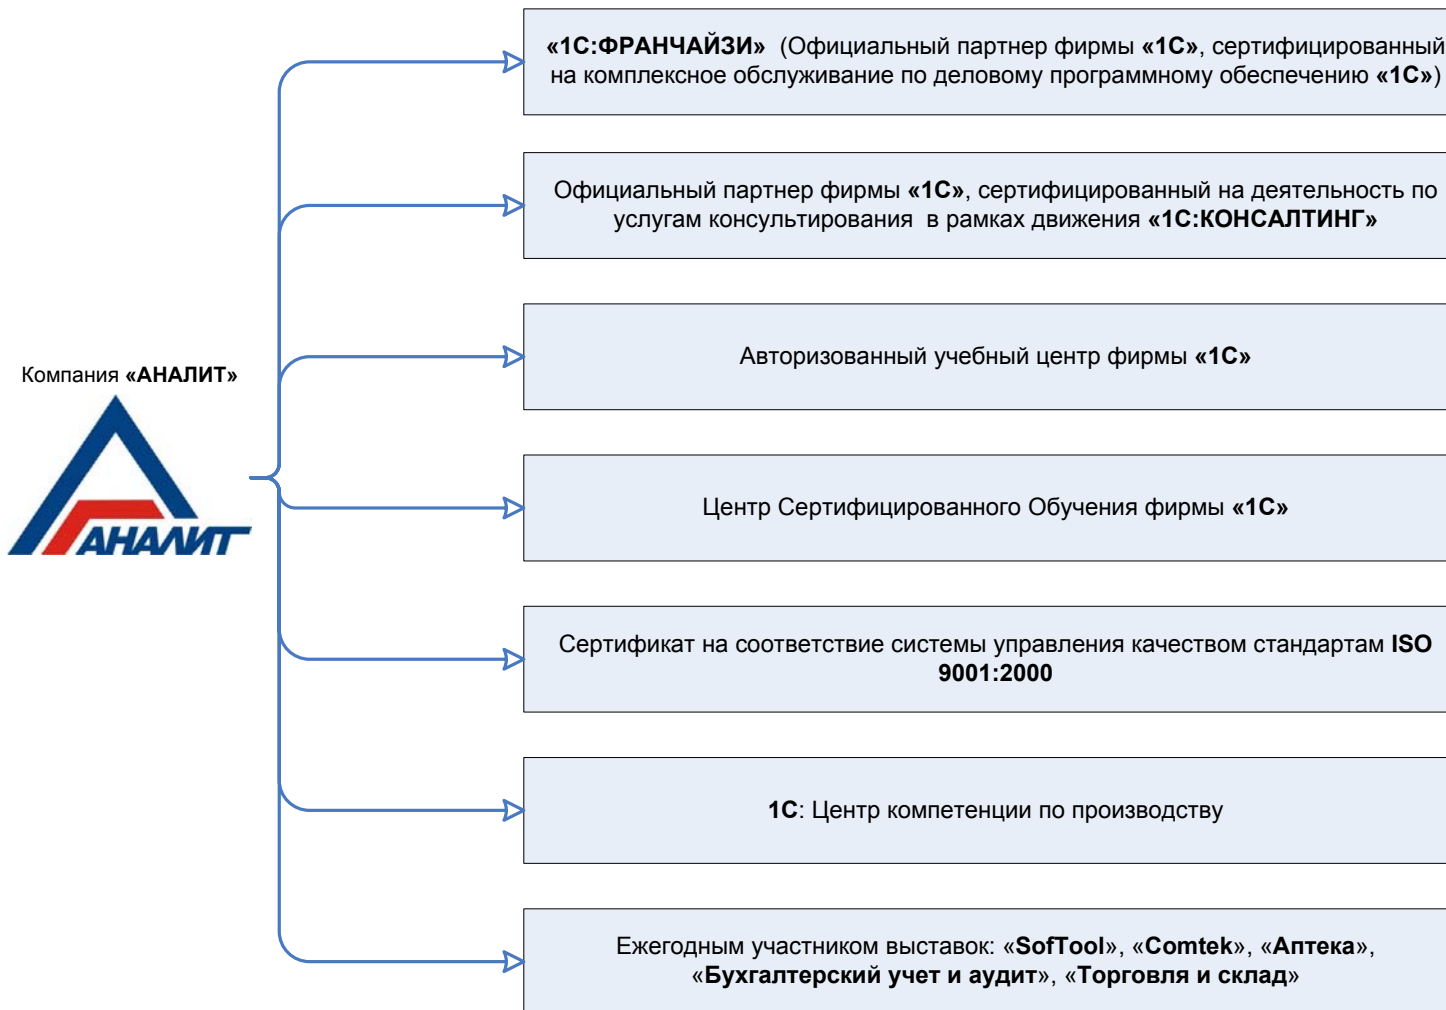 «1С:ФРАНЧАЙЗИ» (Официальный партнер фирмы «1С», сертифицированный
на комплексное обслуживание по деловому программному обеспечению «1С»)
Официальный партнер фирмы «1С», сертифицированный на деятельность по
услугам консультирования в рамках движения «1С:КОНСАЛТИНГ»
Авторизованный учебный центр фирмы «1С»
Компания «АНАЛИТ»
АНАЛИТ
Центр Сертифицированного Обучения фирмы «1С»
Сертификат на соответствие системы управления качеством стандартам ISO
9001:2000
1С: Центр компетенции по производству
Ежегодным участником выставок: «SofTool», «Comtek», «Аптека»,
«Бухгалтерский учет и аудит», «Торговля и склад»